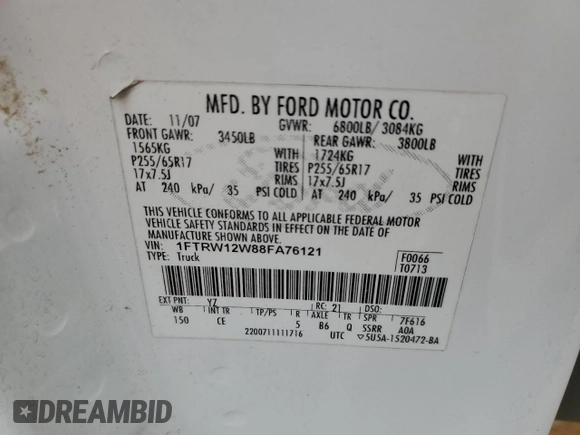 MFD. BY FORD MOTOR CO.
DATE: 11/07 GVWR: 6800LB/ 3084KG
FRONT GAWR: 3450LB REAR GAWR: 3800LB
1565KG WITH 1724KG WITH
P255/65R17 TIRES P255/65R17 TIRES
17x7.5J RIMS 17x7.5J RIMS
AT 240 kPa/ 35 PSI COLD AT 240 kPa/ 35 PSI COLD
THIS VEHICLE CONFORMS TO ALL APPLICABLE FEDERAL MOTOR
VEHICLE SAFETY STANDARDS IN EFFECT ON THE DATE OF
MANUFACTURE SHOWN ABOVE.
VIN: 1FTRW12W88FA76121 F0066
TYPE: Truck T0713
EXT PNT: YZ RC: 21 DSO:
WB INT TR TP/PS R AXLE TR SPR 7F616
150 CE 5 B6 Q SSRR A0A
2200711111716 UTC ▽5U5A-1520472-BA
DREAMBID